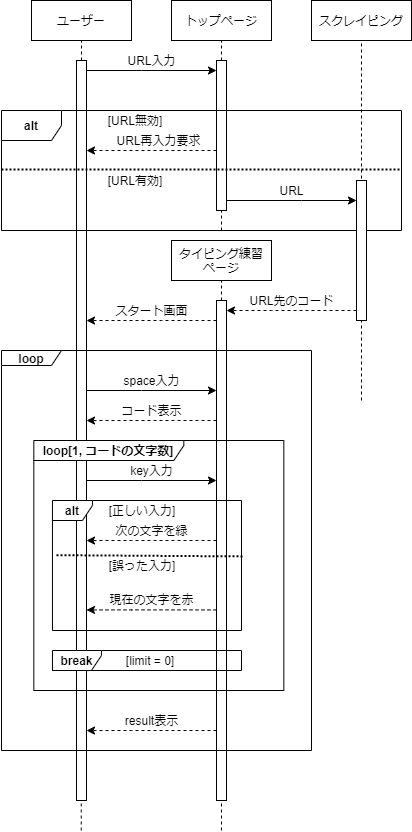 ユーザー
トップページ
スクレイピング
URL入力
alt
[URL無効]
URL再入力要求
[URL有効]
URL
タイピング練習
ページ
URL先のコード
スタート画面
loop
space入力
コード表示
loop[1, コードの文字数]
key入力
alt
[正しい入力]
次の文字を緑
[誤った入力]
現在の文字を赤
break
[limit = 0]
result表示